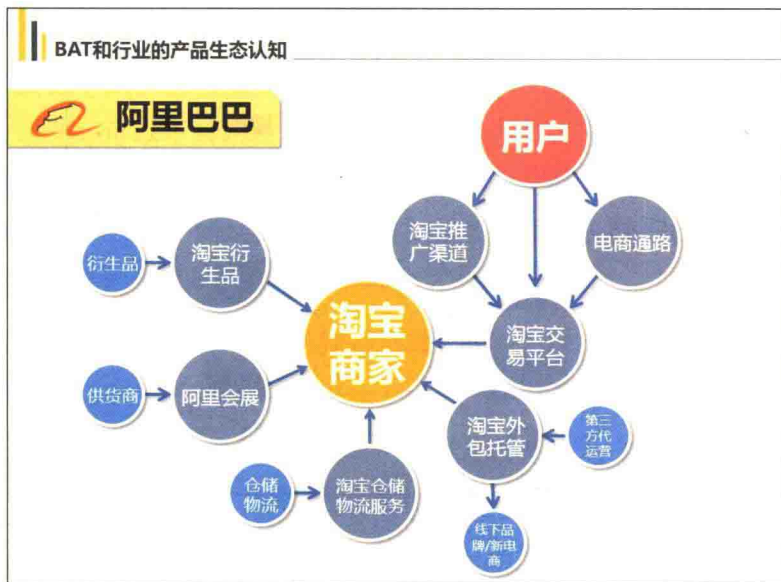 BAT和行业的产品生态认知
阿里巴巴
用户
淘宝推
广渠道
电商通路
衍生品
淘宝衍
生品
淘宝
商家
淘宝交
易平台
供货商
阿里会展
淘宝外
包托管
第三
方代
运营
仓储
物流
淘宝仓储
物流服务
线下品
牌/新电
商